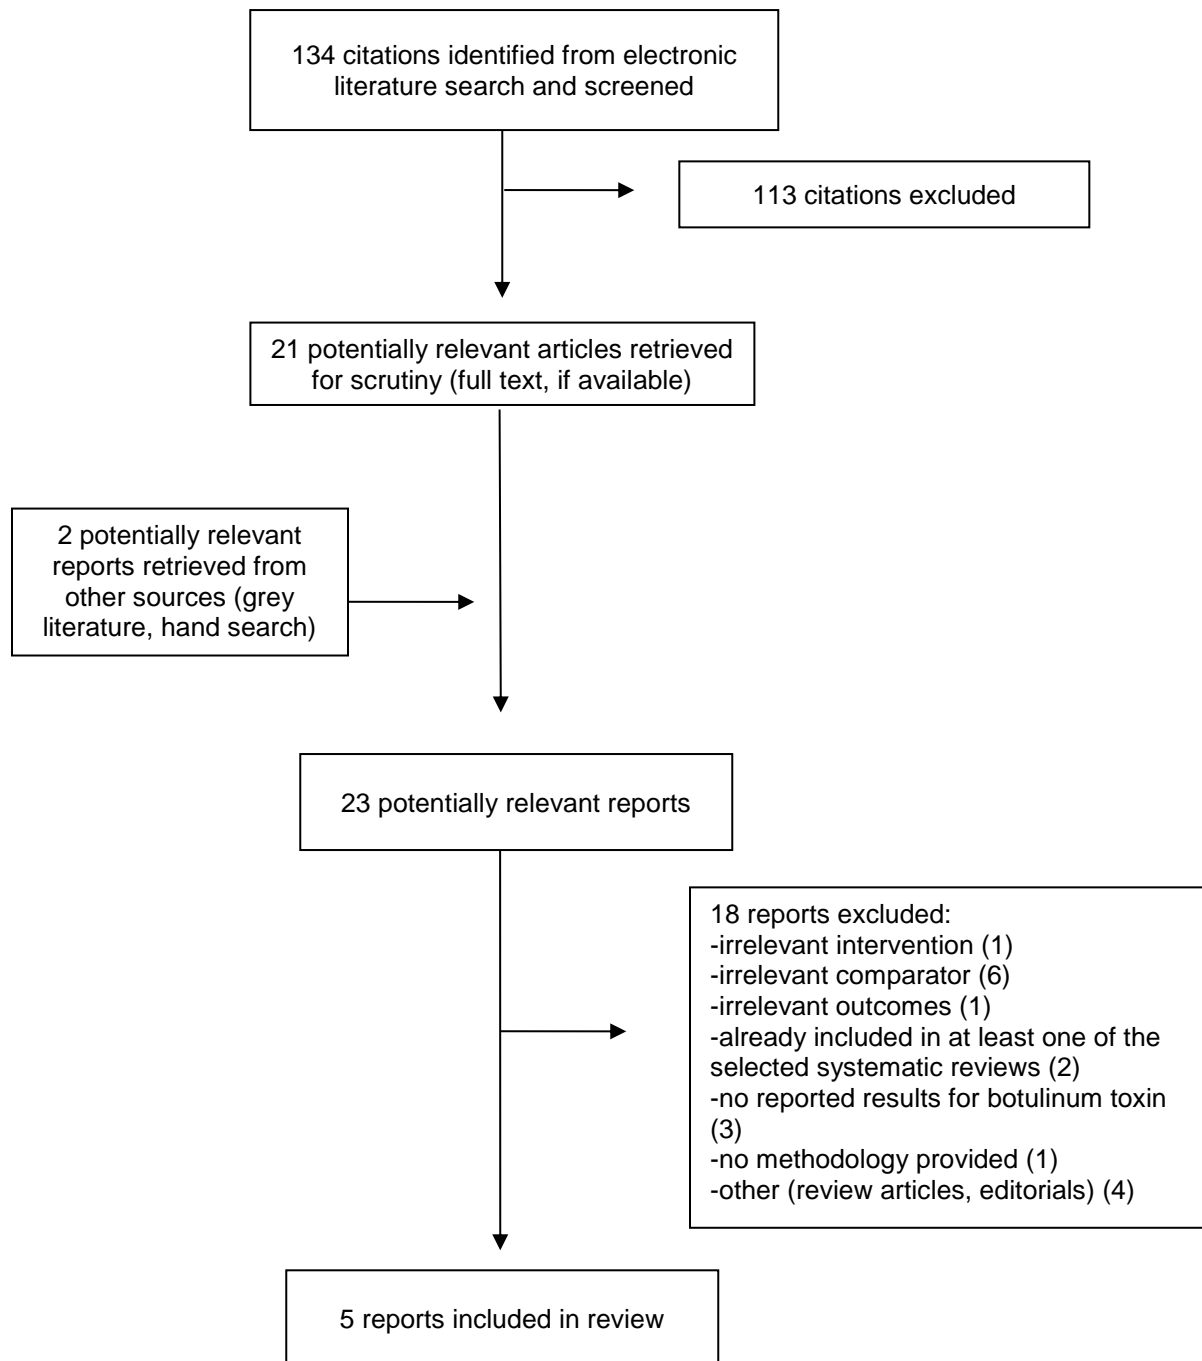 134 citations identified from electronic
literature search and screened
113 citations excluded
21 potentially relevant articles retrieved
for scrutiny (full text, if available)
2 potentially relevant
reports retrieved from
other sources (grey
literature, hand search)
23 potentially relevant reports
18 reports excluded:
-irrelevant intervention (1)
-irrelevant comparator (6)
-irrelevant outcomes (1)
-already included in at least one of the
selected systematic reviews (2)
-no reported results for botulinum toxin
(3)
-no methodology provided (1)
-other (review articles, editorials) (4)
5 reports included in review